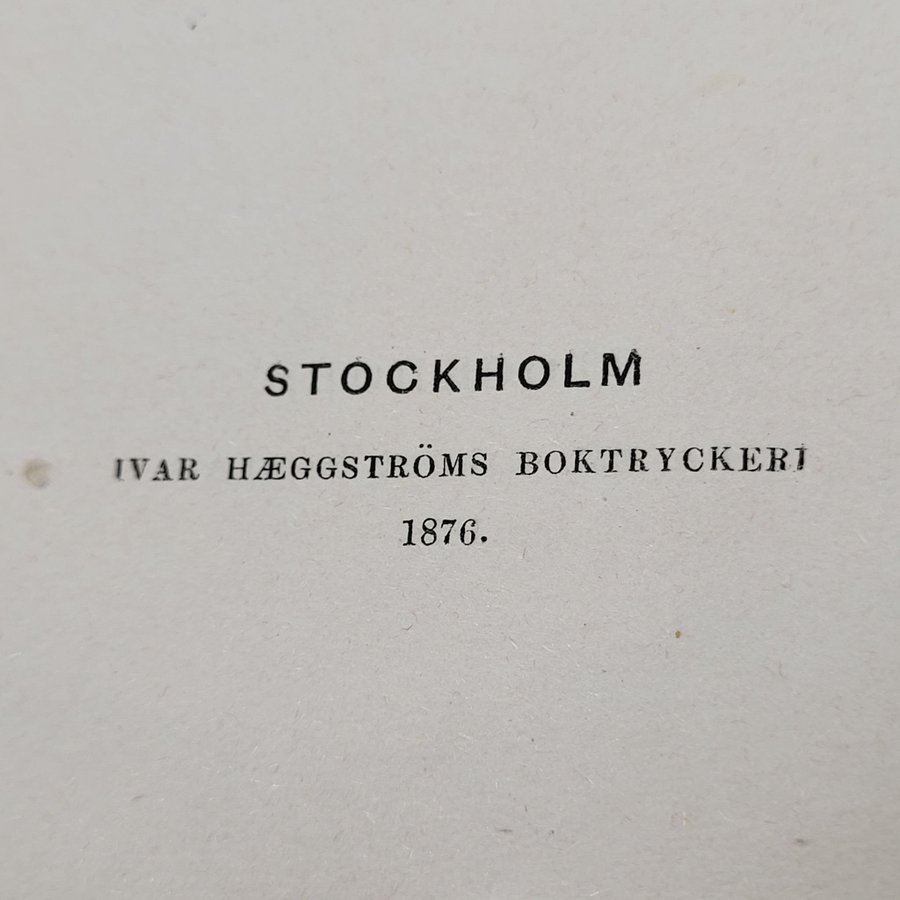 STOCKHOLM
IVAR HÆGGSTRÖMS BOKTRYCKERI
1876.